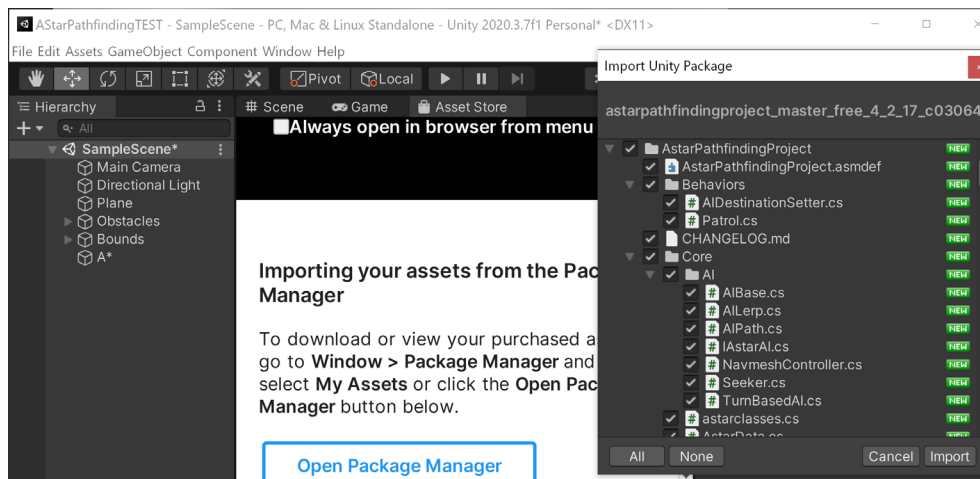 AStarPathfindingTEST - SampleScene - PC, Mac & Linux Standalone - Unity 2020.3.7f1 Personal* <DX11>
File Edit Assets GameObject Component Window Help
Pivot Local
Hierarchy
All
SampleScene*
Main Camera
Directional Light
Plane
Obstacles
Bounds
A*
# Scene Game Asset Store
Always open in browser from menu
Importing your assets from the Pac
Manager
To download or view your purchased a
go to Window > Package Manager and
select My Assets or click the Open Pac
Manager button below.
Open Package Manager
Import Unity Package
astarpathfindingproject_master_free_4_2_17_c03064
AstarPathfindingProject NEW
AstarPathfindingProject.asmdef NEW
Behaviors NEW
# AIDestinationSetter.cs NEW
# Patrol.cs NEW
CHANGELOG.md NEW
Core NEW
AI NEW
# AIBase.cs NEW
# AILerp.cs NEW
# AIPath.cs NEW
# IAstarAI.cs NEW
# NavmeshController.cs NEW
# Seeker.cs NEW
# TurnBasedAI.cs NEW
# astarclasses.cs NEW
# AstarData.cs NEW
All None Cancel Import